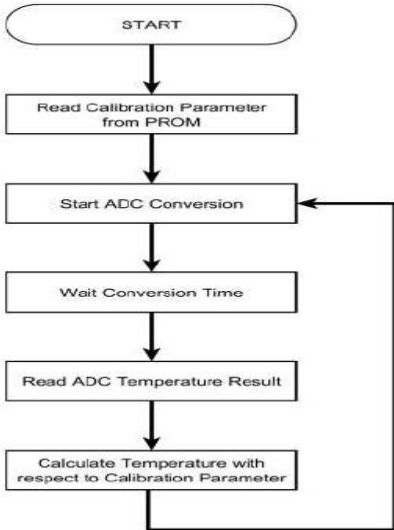 START
Read Calibration Parameter
from PROM
Start ADC Conversion
Wait Conversion Time
Read ADC Temperature Result
Calculate Temperature with
respect to Calibration Parameter